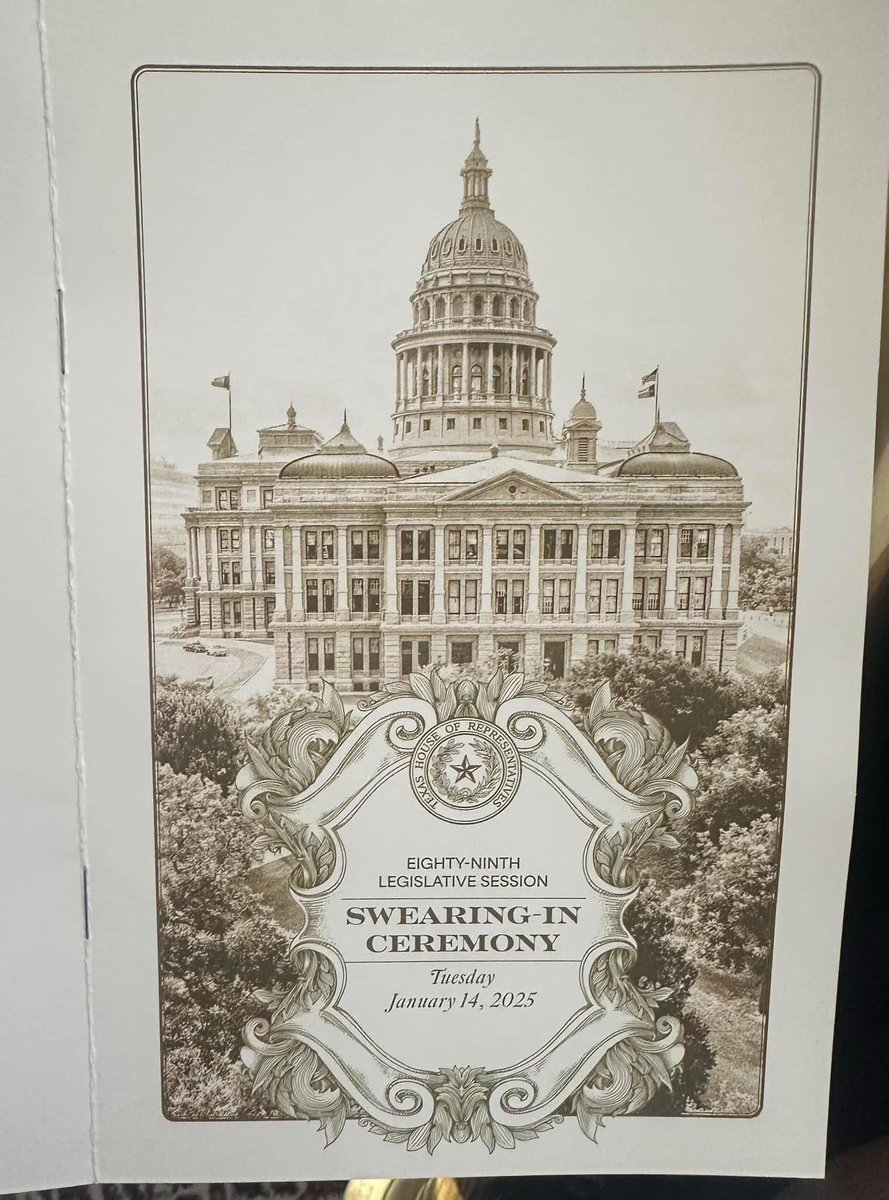 TEXAS HOUSE OF REPRESENTATIVES
EIGHTY-NINTH
LEGISLATIVE SESSION
SWEARING-IN
CEREMONY
Tuesday
January 14, 2025